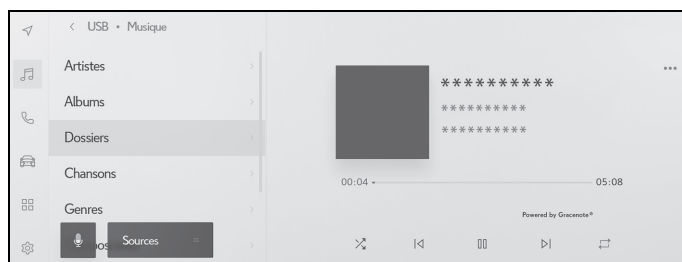 USB • Musique
Artistes
Albums
Dossiers
Chansons
Genres
Sources
**********
**********
**********
00:04
05:08
Powered by Gracenote®